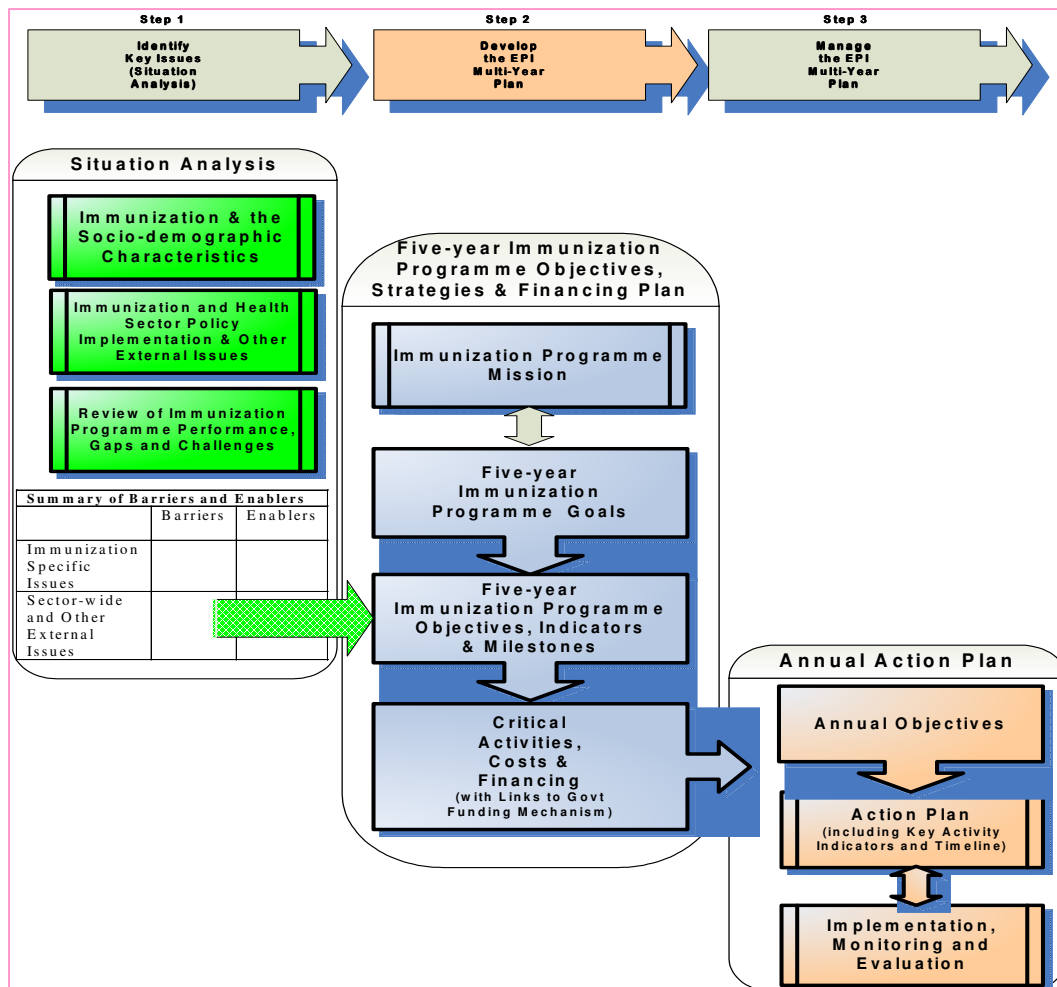 Step 1
Identify
Key Issues
(Situation
Analysis)
Step 2
Develop
the EPI
Multi-Year
Plan
Step 3
Manage
the EPI
Multi-Year
Plan
Situation Analysis
Immunization & the
Socio-demographic
Characteristics
Immunization and Health
Sector Policy
Implementation & Other
External Issues
Review of Immunization
Programme Performance,
Gaps and Challenges
Summary of Barriers and Enablers
Barriers Enablers
Immunization
Specific
Issues
Sector-wide
and Other
External
Issues
Five-year Immunization
Programme Objectives,
Strategies & Financing Plan
Immunization Programme
Mission
Five-year
Immunization
Programme Goals
Five-year
Immunization Programme
Objectives, Indicators
& Milestones
Critical
Activities,
Costs &
Financing
(with Links to Govt
Funding Mechanism)
Annual Action Plan
Annual Objectives
Action Plan
(including Key Activity
Indicators and Timeline)
Implementation,
Monitoring and
Evaluation